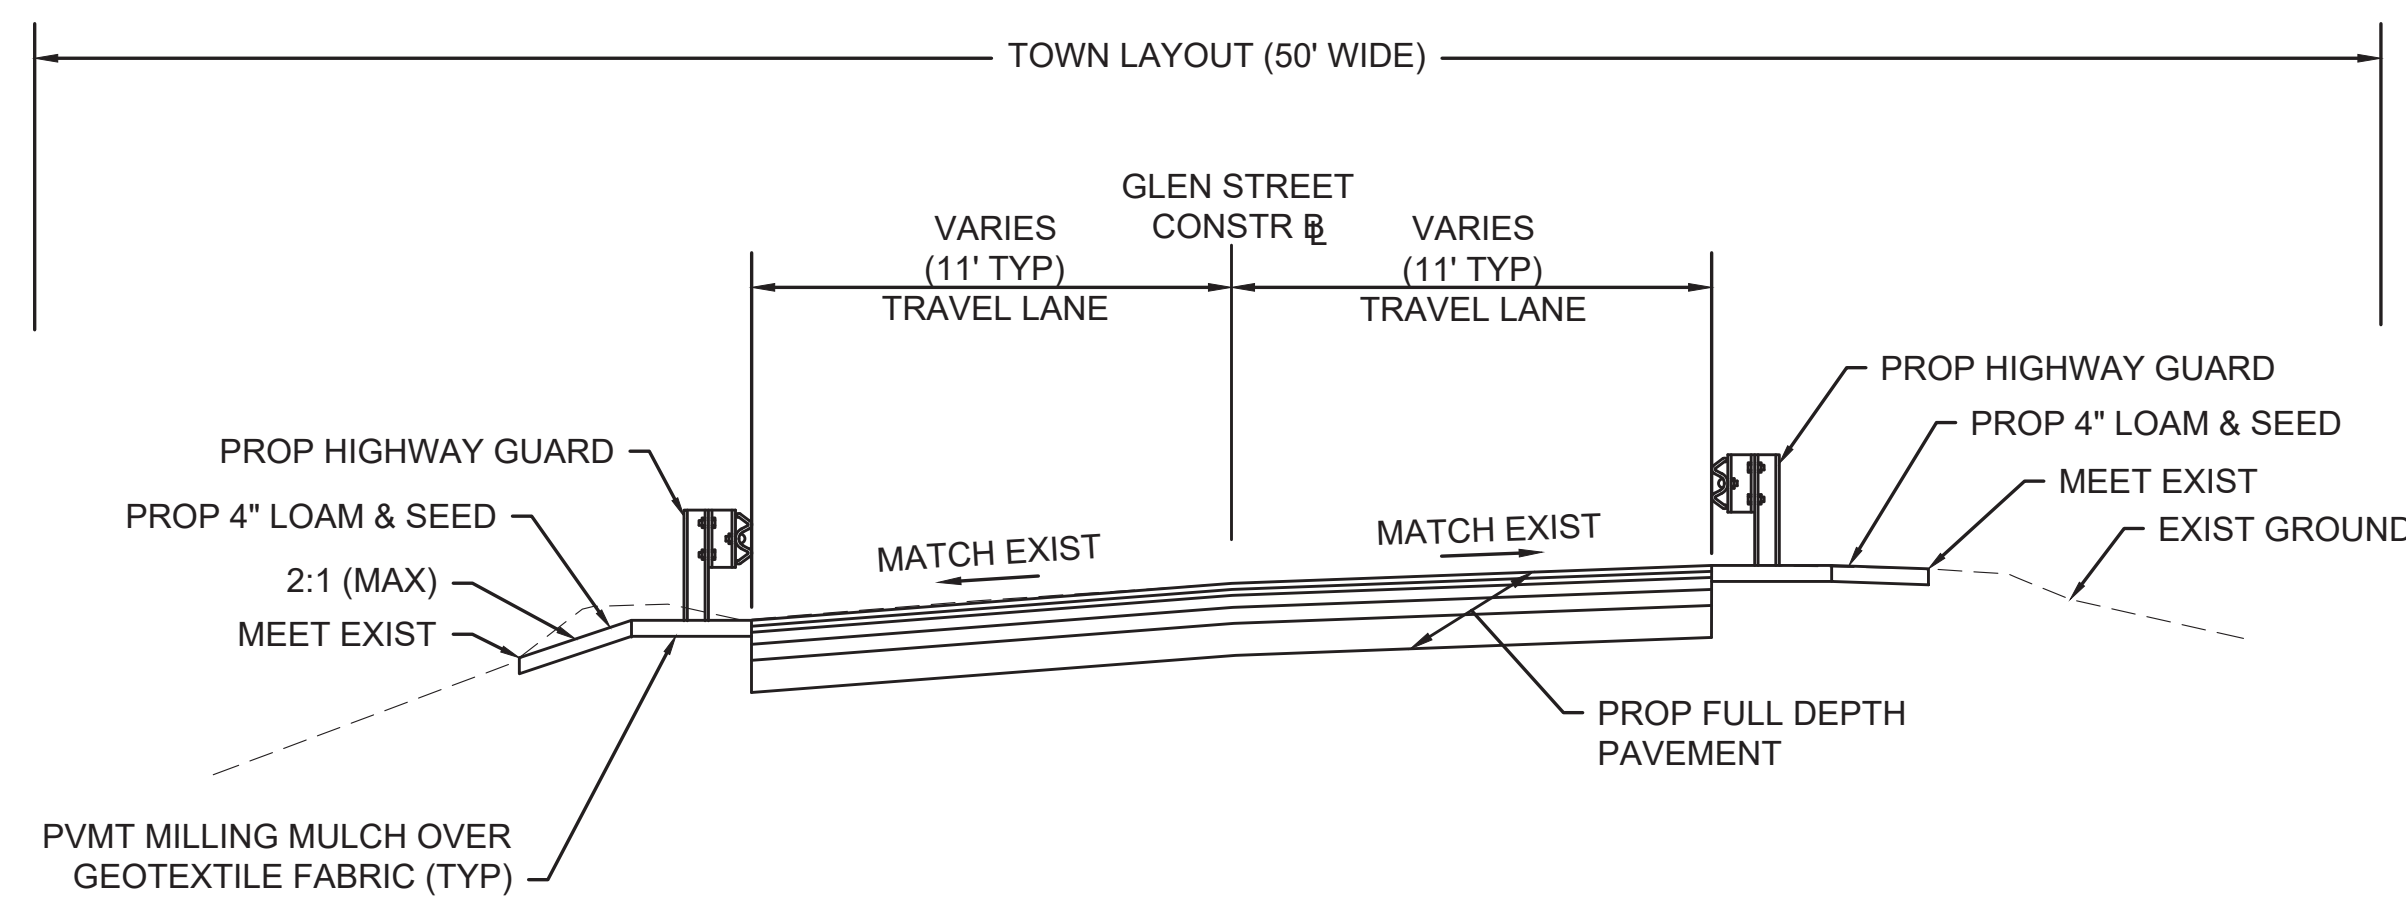 TOWN LAYOUT (50' WIDE)
GLEN STREET
CONSTR BL
VARIES
(11' TYP)
TRAVEL LANE
VARIES
(11' TYP)
TRAVEL LANE
PROP HIGHWAY GUARD
PROP 4" LOAM & SEED
MEET EXIST
EXIST GROUND
PROP HIGHWAY GUARD
PROP 4" LOAM & SEED
2:1 (MAX)
MEET EXIST
MATCH EXIST
MATCH EXIST
PROP FULL DEPTH
PAVEMENT
PVMT MILLING MULCH OVER
GEOTEXTILE FABRIC (TYP)